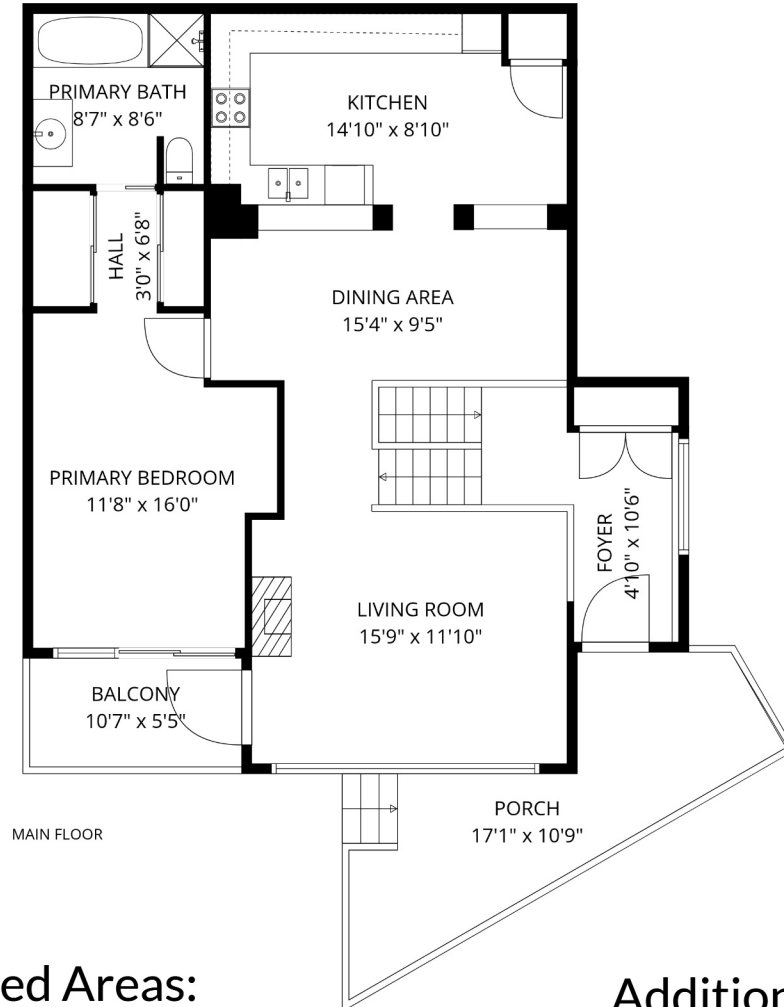 PRIMARY BATH
8'7" x 8'6"
KITCHEN
14'10" x 8'10"
HALL
3'0" x 6'8"
DINING AREA
15'4" x 9'5"
PRIMARY BEDROOM
11'8" x 16'0"
FOYER
4'10" x 10'6"
LIVING ROOM
15'9" x 11'10"
BALCONY
10'7" x 5'5"
PORCH
17'1" x 10'9"
MAIN FLOOR
ed Areas:
Addition